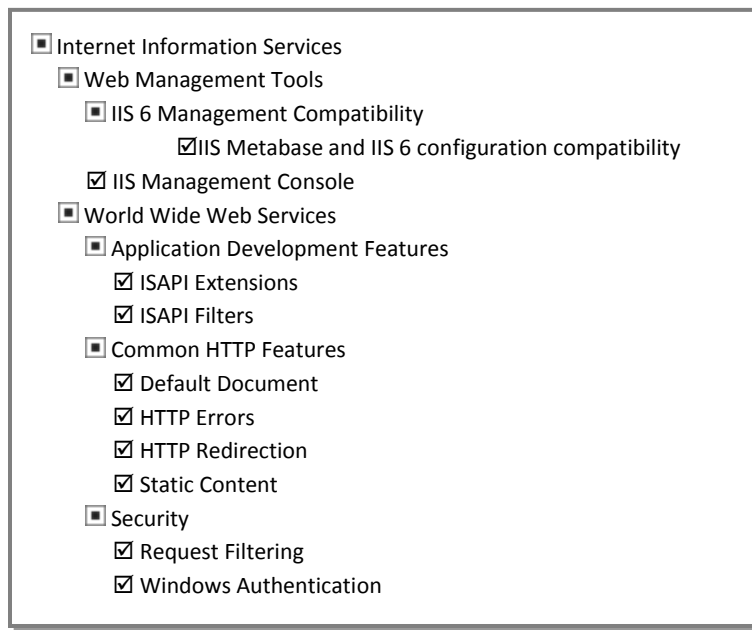 Internet Information Services
Web Management Tools
IIS 6 Management Compatibility
IIS Metabase and IIS 6 configuration compatibility
IIS Management Console
World Wide Web Services
Application Development Features
ISAPI Extensions
ISAPI Filters
Common HTTP Features
Default Document
HTTP Errors
HTTP Redirection
Static Content
Security
Request Filtering
Windows Authentication